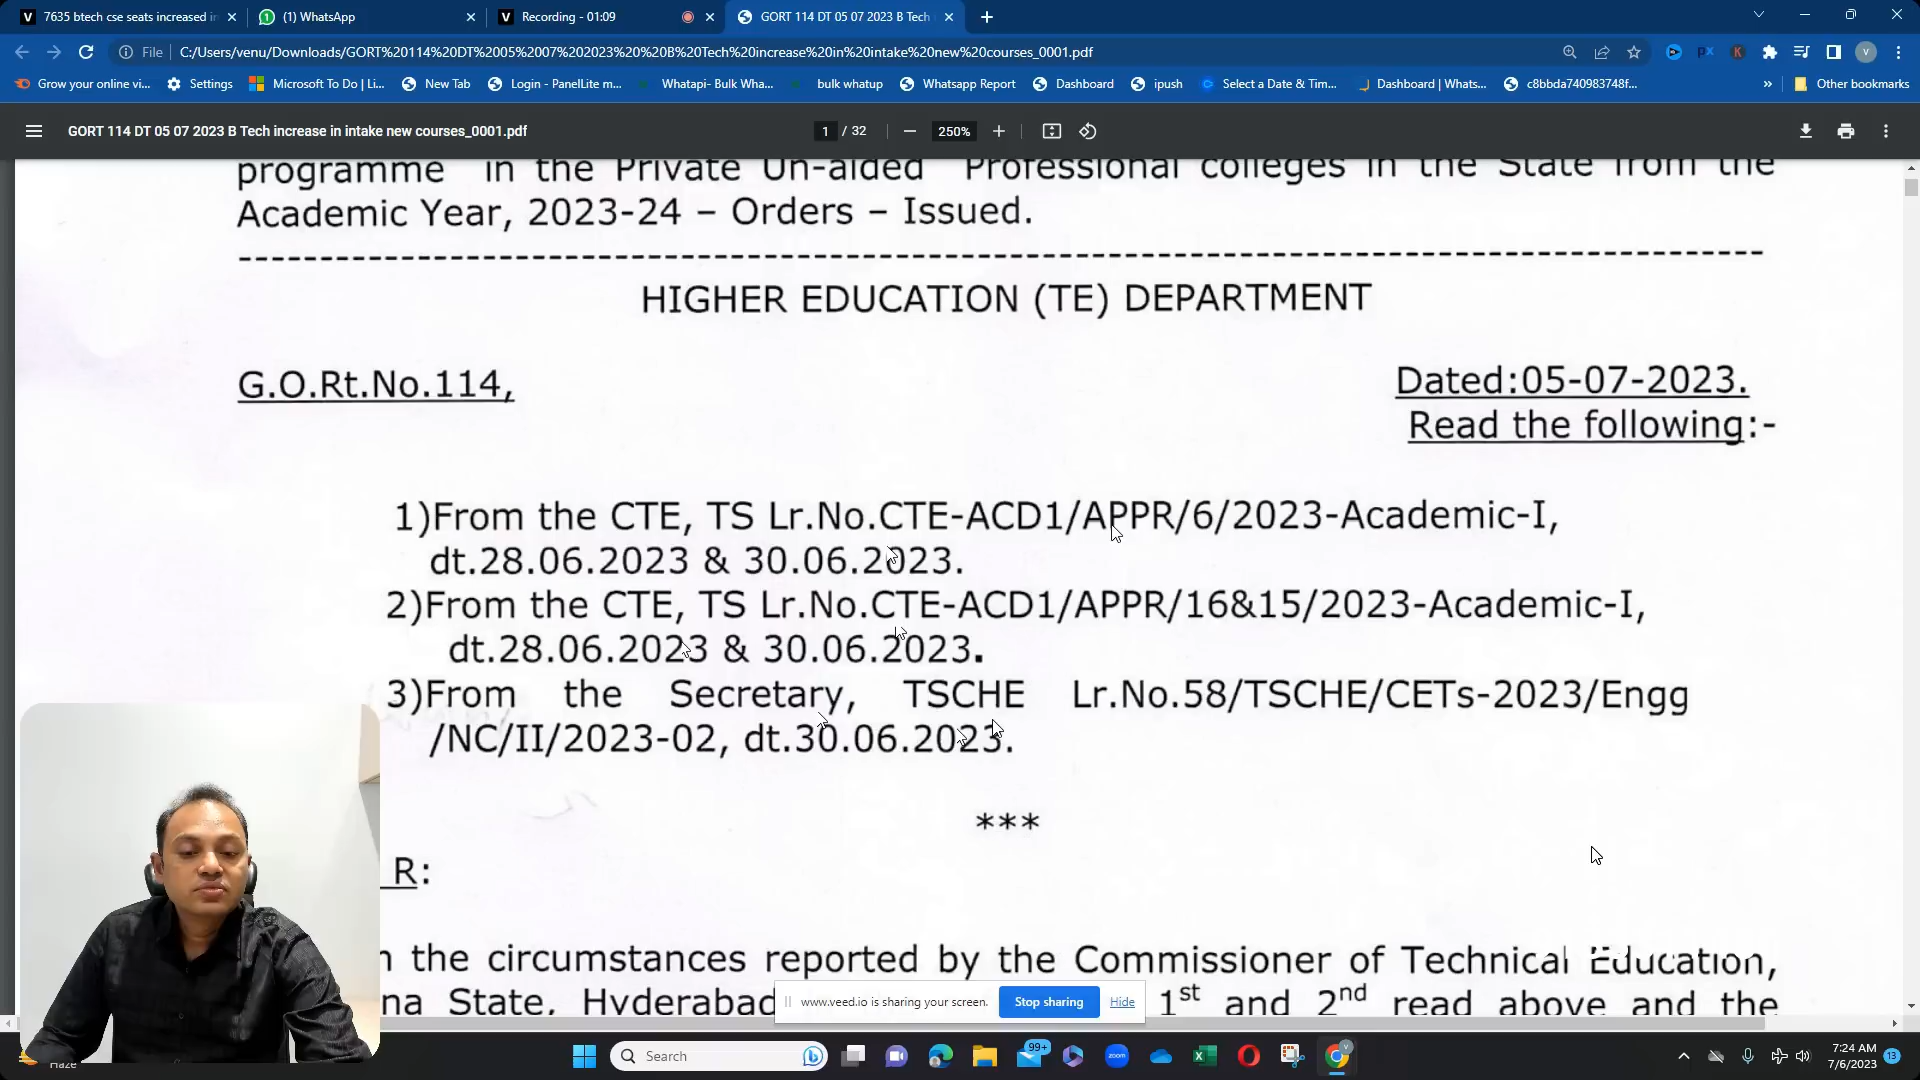 7635 btech cse seats increased in
(1) WhatsApp
Recording - 01:09
GORT 114 DT 05 07 2023 B Tech
File
C:/Users/venu/Downloads/GORT%20114%20DT%2005%2007%202023%20%20B%20Tech%20increase%20in%20intake%20new%20courses_0001.pdf
Grow your online vi...
Settings
Microsoft To Do | Li...
New Tab
Login - PanelLite m...
Whatapi- Bulk Wha...
bulk whatup
Whatsapp Report
Dashboard
ipush
Select a Date & Tim...
Dashboard | Whats...
c8bbda740983748f...
Other bookmarks
GORT 114 DT 05 07 2023 B Tech increase in intake new courses_0001.pdf
1 / 32
250%
programme in the Private Un-aided Professional colleges in the State from the
Academic Year, 2023-24 – Orders – Issued.
HIGHER EDUCATION (TE) DEPARTMENT
G.O.Rt.No.114,
Dated:05-07-2023.
Read the following:-
1)From the CTE, TS Lr.No.CTE-ACD1/APPR/6/2023-Academic-I,
dt.28.06.2023 & 30.06.2023.
2)From the CTE, TS Lr.No.CTE-ACD1/APPR/16&15/2023-Academic-I,
dt.28.06.2023 & 30.06.2023.
3)From the Secretary, TSCHE Lr.No.58/TSCHE/CETs-2023/Engg
/NC/II/2023-02, dt.30.06.2023.
***
R:
the circumstances reported by the Commissioner of Technical Education,
na State, Hyderabad 1st and 2nd read above and the
www.veed.io is sharing your screen.
Stop sharing
Hide
Haze
Search
99+
zoom
7:24 AM
7/6/2023
13